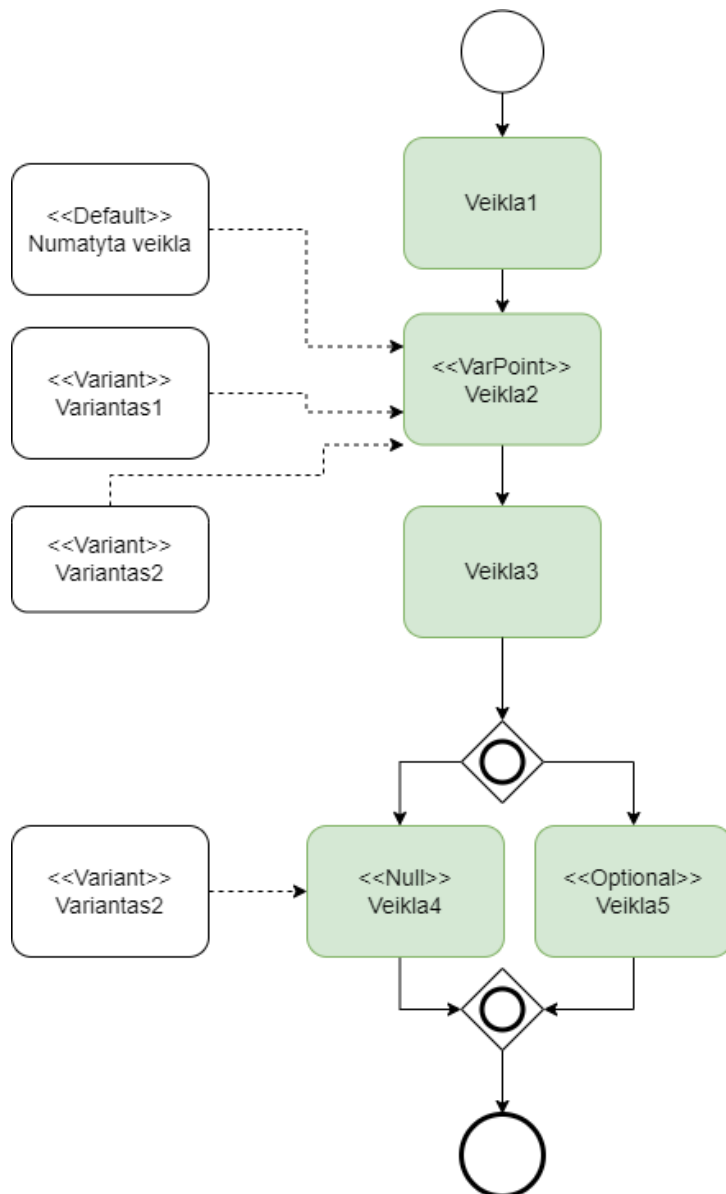 Veikla1
<<Default>>
Numatyta veikla
<<VarPoint>>
Veikla2
<<Variant>>
Variantas1
<<Variant>>
Variantas2
Veikla3
<<Variant>>
Variantas2
<<Null>>
Veikla4
<<Optional>>
Veikla5